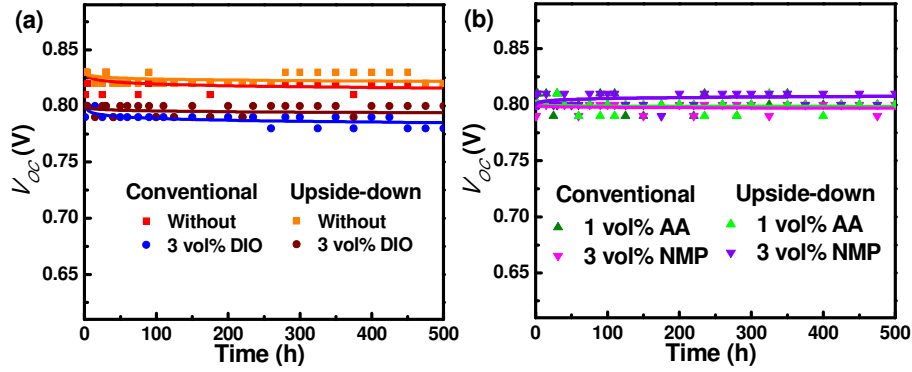 (a)
0.85
0.80
0.75
0.70
0.65
V_OC (V)
Conventional Upside-down
Without Without
3 vol% DIO 3 vol% DIO
0 100 200 300 400 500
Time (h)
(b)
0.85
0.80
0.75
0.70
0.65
V_OC (V)
Conventional Upside-down
1 vol% AA 1 vol% AA
3 vol% NMP 3 vol% NMP
0 100 200 300 400 500
Time (h)